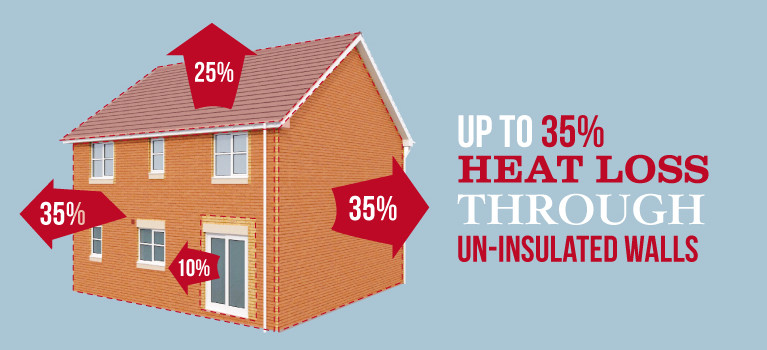 25%
35%
35%
10%
UP TO 35%
HEAT LOSS
THROUGH
UN-INSULATED WALLS